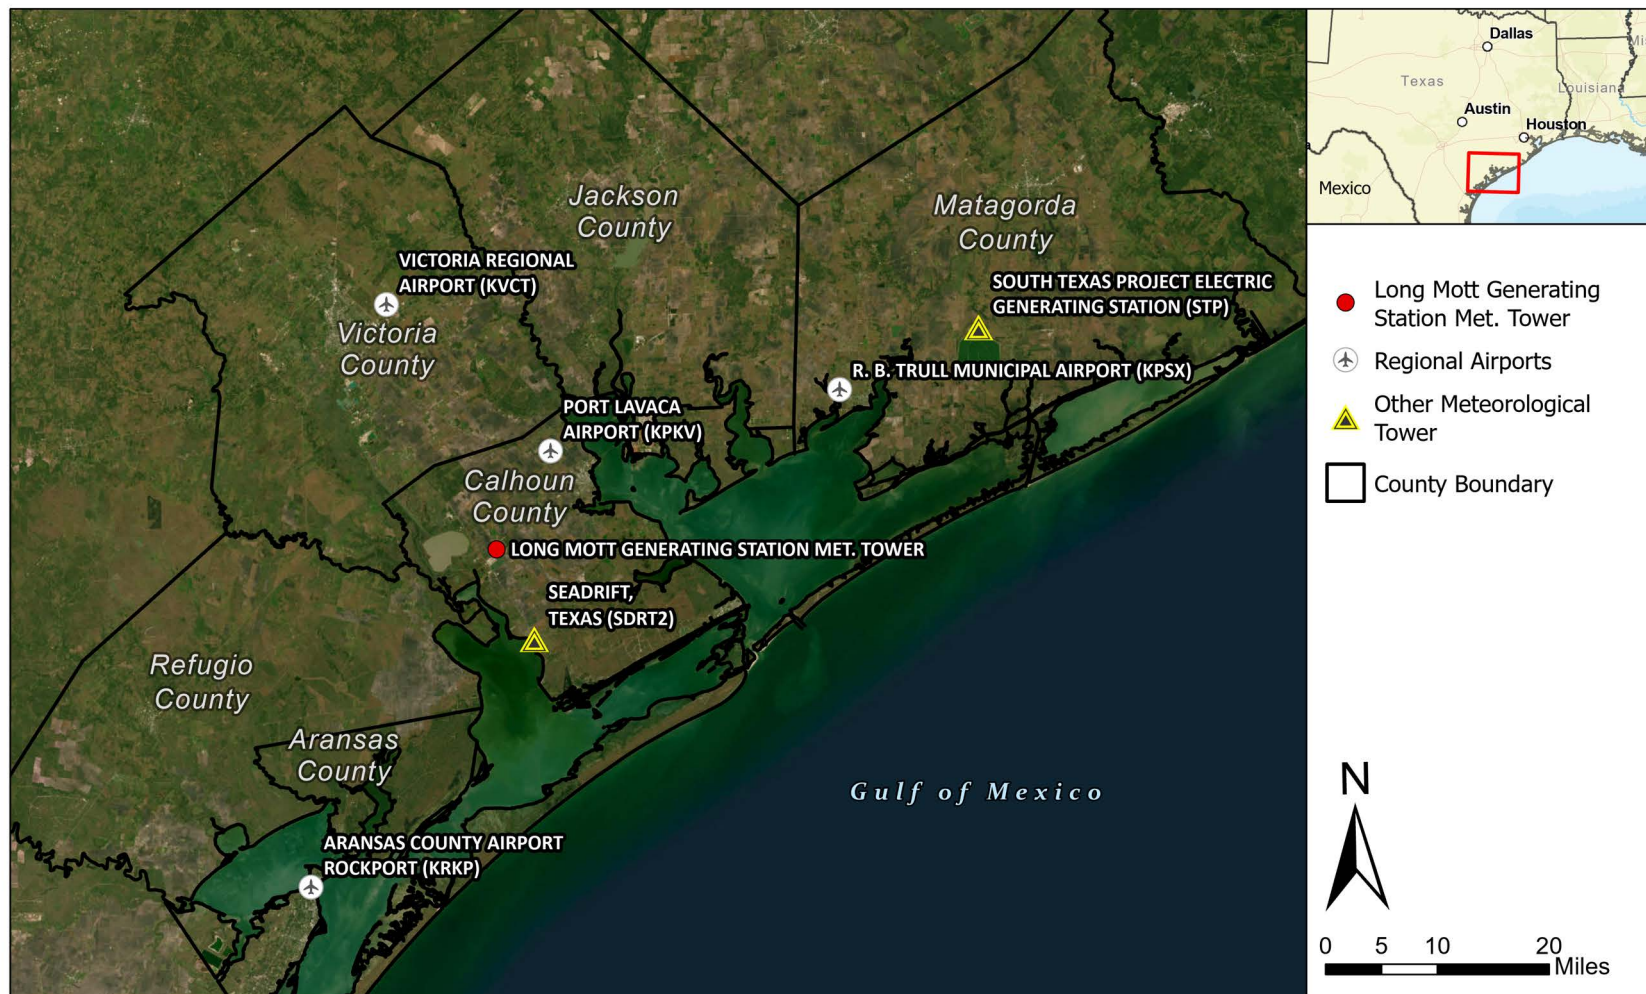 Jackson
County
Matagorda
County
VICTORIA REGIONAL
AIRPORT (KVCT)
Victoria
County
SOUTH TEXAS PROJECT ELECTRIC
GENERATING STATION (STP)
R. B. TRULL MUNICIPAL AIRPORT (KPSX)
PORT LAVACA
AIRPORT (KPKV)
Calhoun
County
LONG MOTT GENERATING STATION MET. TOWER
SEADRIFT,
TEXAS (SDRT2)
Refugio
County
Aransas
County
Gulf of Mexico
ARANSAS COUNTY AIRPORT
ROCKPORT (KRKP)
Dallas
Texas
Louisiana
Austin
Houston
Mexico
Long Mott Generating
Station Met. Tower
Regional Airports
Other Meteorological
Tower
County Boundary
N
0 5 10 20
Miles